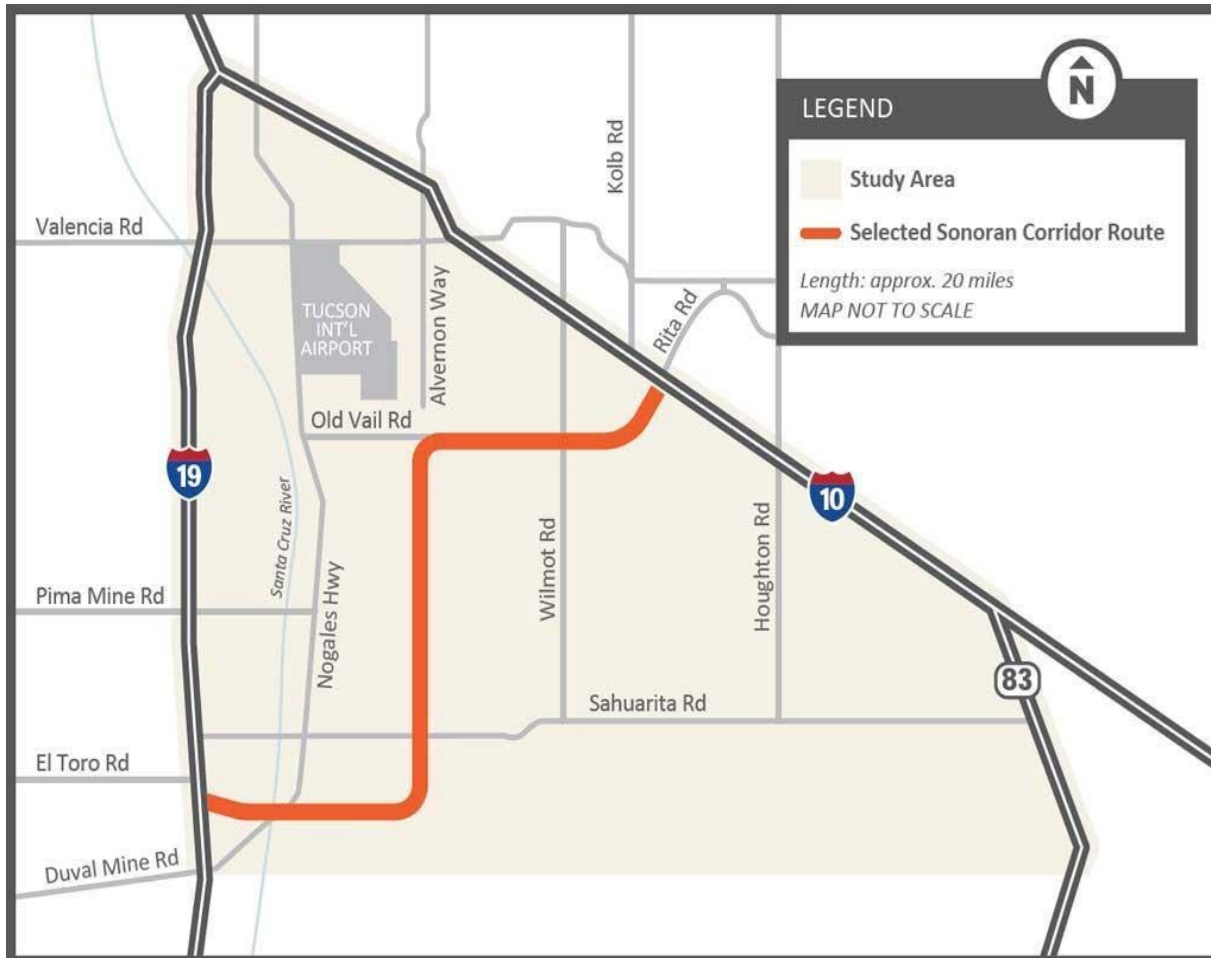 N
LEGEND
Study Area
Selected Sonoran Corridor Route
Length: approx. 20 miles
MAP NOT TO SCALE
Kolb Rd
Valencia Rd
TUCSON
INT'L
AIRPORT
Alvernon Way
Rita Rd
Old Vail Rd
19
10
Santa Cruz River
Wilmot Rd
Houghton Rd
Pima Mine Rd
Nogales Hwy
83
Sahuarita Rd
El Toro Rd
Duval Mine Rd